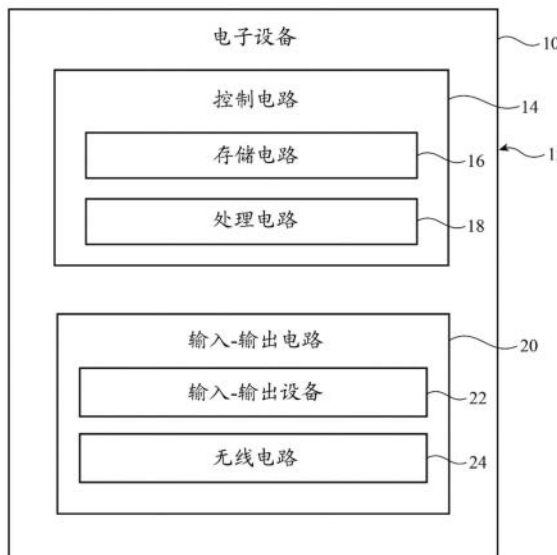 电子设备
10
控制电路
14
存储电路
16
处理电路
18
输入-输出电路
20
输入-输出设备
22
无线电路
24